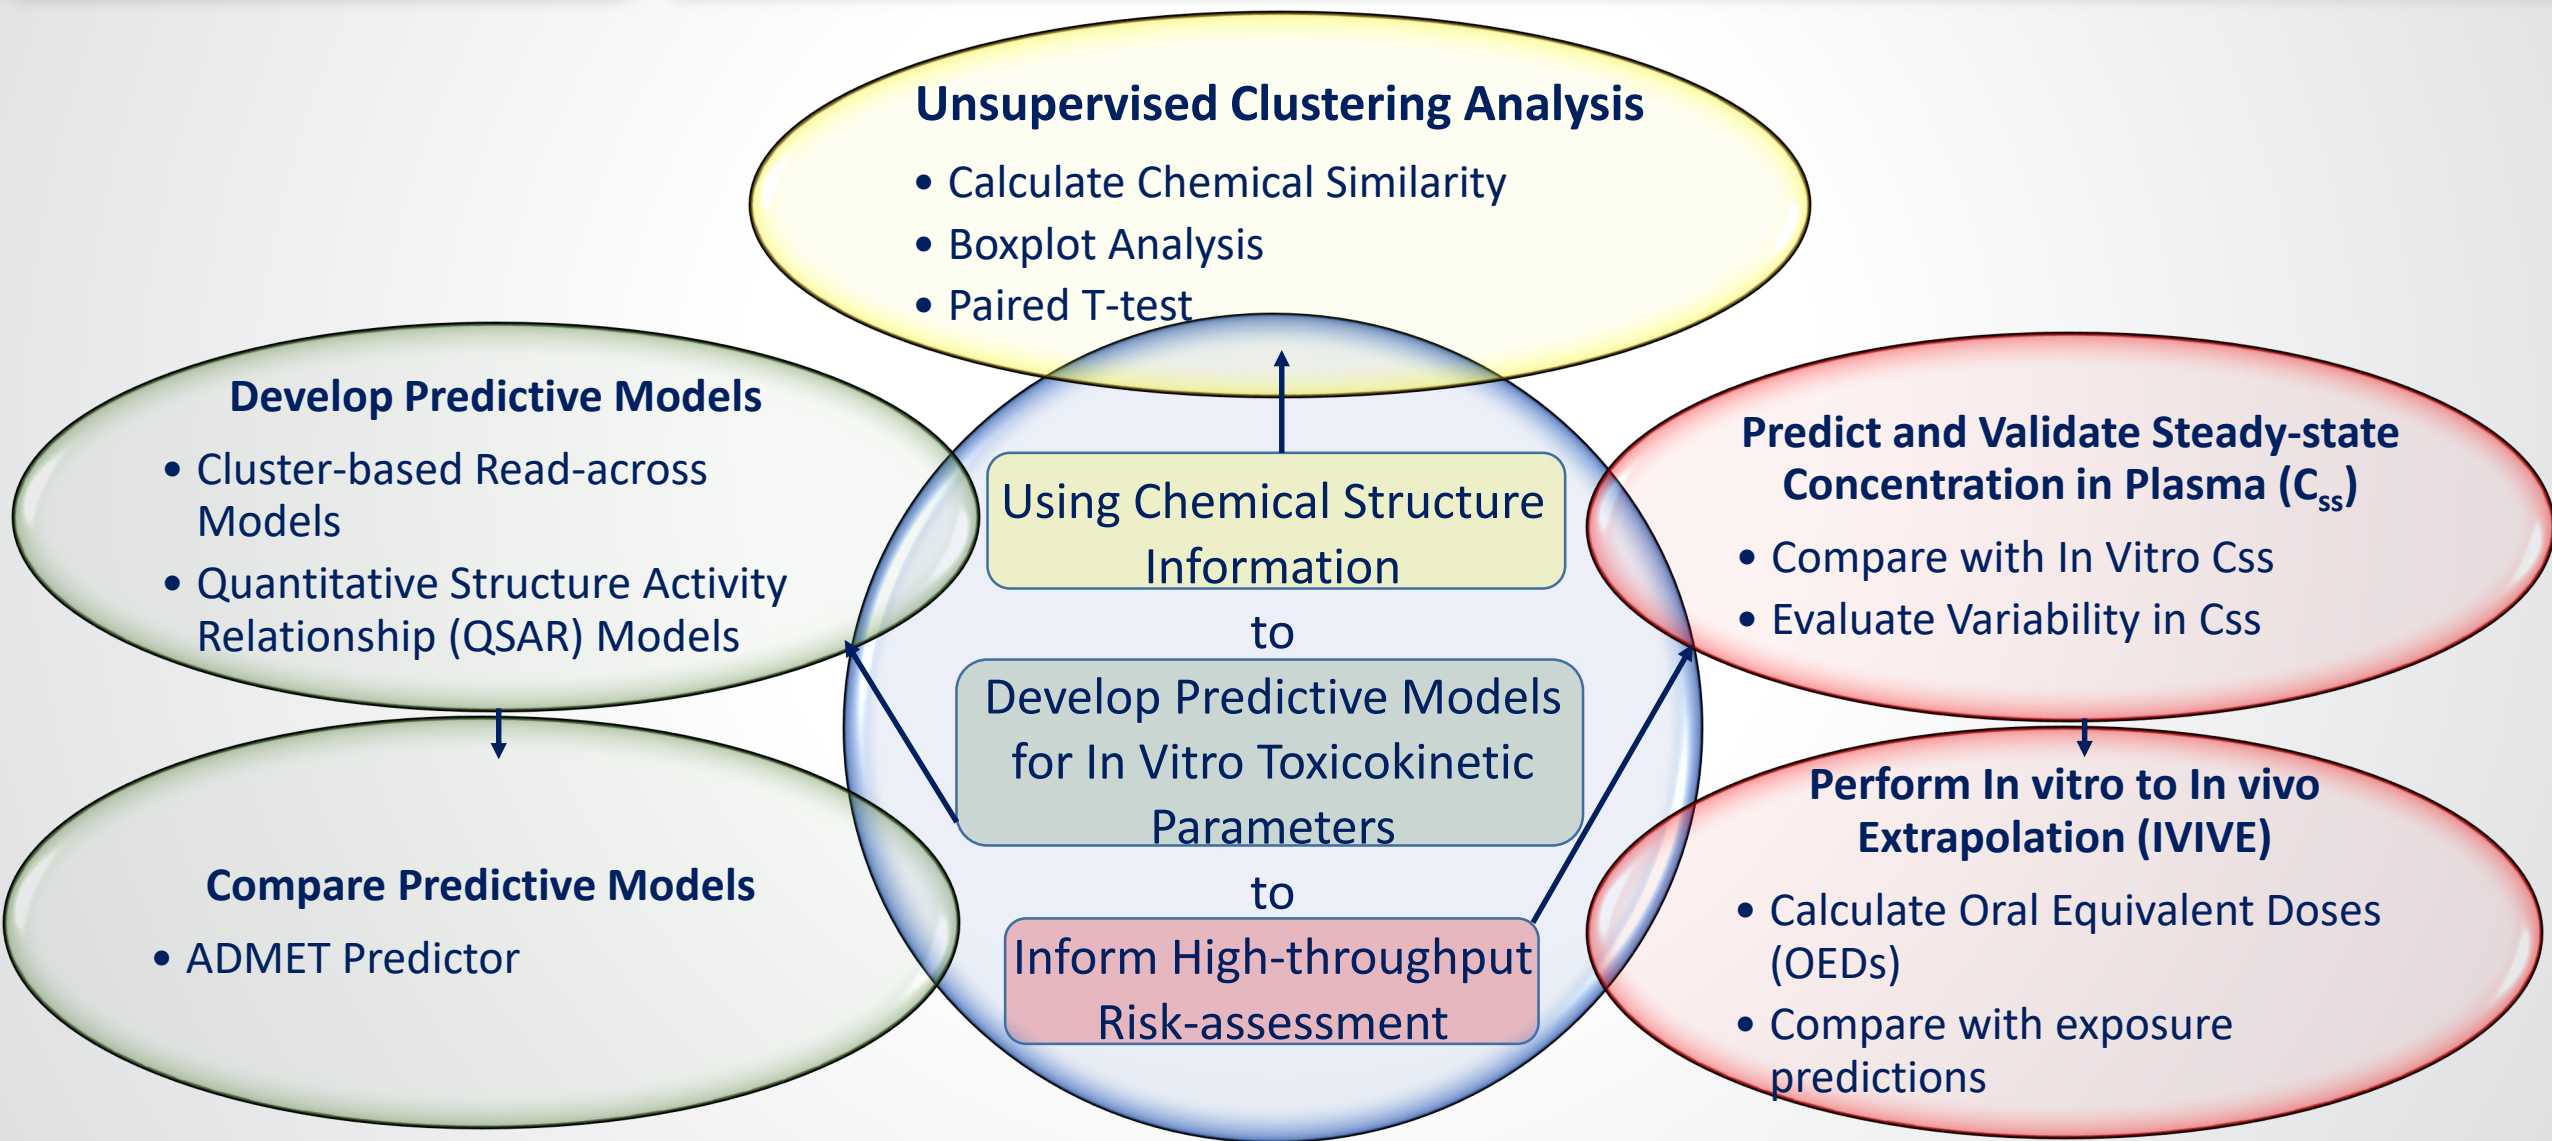 Unsupervised Clustering Analysis
• Calculate Chemical Similarity
• Boxplot Analysis
• Paired T-test
Develop Predictive Models
• Cluster-based Read-across
Models
• Quantitative Structure Activity
Relationship (QSAR) Models
Compare Predictive Models
• ADMET Predictor
Using Chemical Structure
Information
to
Develop Predictive Models
for In Vitro Toxicokinetic
Parameters
to
Inform High-throughput
Risk-assessment
Predict and Validate Steady-state
Concentration in Plasma (Css)
• Compare with In Vitro Css
• Evaluate Variability in Css
Perform In vitro to In vivo
Extrapolation (IVIVE)
• Calculate Oral Equivalent Doses
(OEDs)
• Compare with exposure
predictions